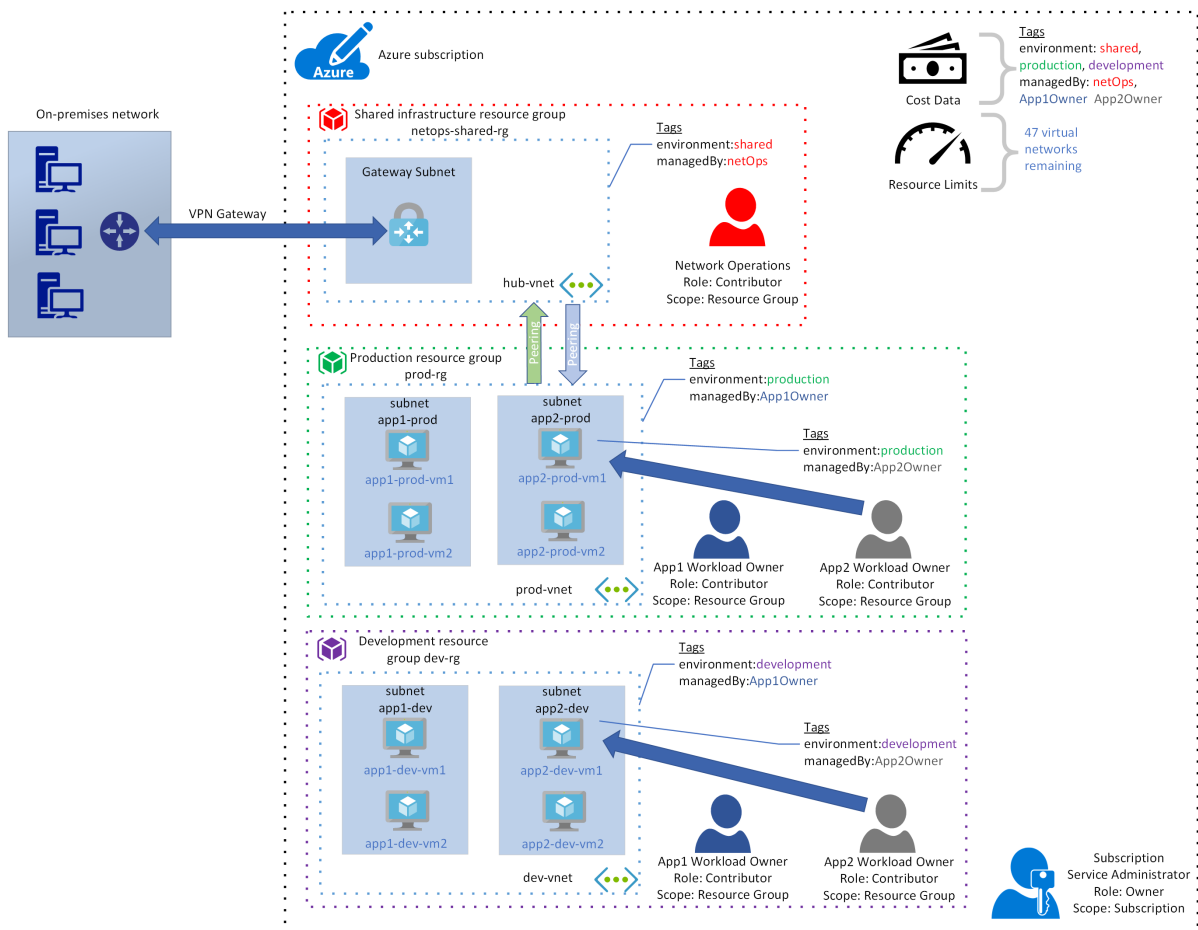 Azure
Azure subscription
Tags
environment: shared,
production, development
managedBy: netOps,
App1Owner App2Owner
Cost Data
47 virtual
networks
remaining
Resource Limits
On-premises network
VPN Gateway
Shared infrastructure resource group
netops-shared-rg
Gateway Subnet
hub-vnet
Tags
environment:shared
managedBy:netOps
Network Operations
Role: Contributor
Scope: Resource Group
Peering
Peering
Production resource group
prod-rg
subnet
app1-prod
app1-prod-vm1
app1-prod-vm2
subnet
app2-prod
app2-prod-vm1
app2-prod-vm2
prod-vnet
Tags
environment:production
managedBy:App1Owner
Tags
environment:production
managedBy:App2Owner
App1 Workload Owner
Role: Contributor
Scope: Resource Group
App2 Workload Owner
Role: Contributor
Scope: Resource Group
Development resource
group dev-rg
subnet
app1-dev
app1-dev-vm1
app1-dev-vm2
subnet
app2-dev
app2-dev-vm1
app2-dev-vm2
dev-vnet
Tags
environment:development
managedBy:App1Owner
Tags
environment:development
managedBy:App2Owner
App1 Workload Owner
Role: Contributor
Scope: Resource Group
App2 Workload Owner
Role: Contributor
Scope: Resource Group
Subscription
Service Administrator
Role: Owner
Scope: Subscription